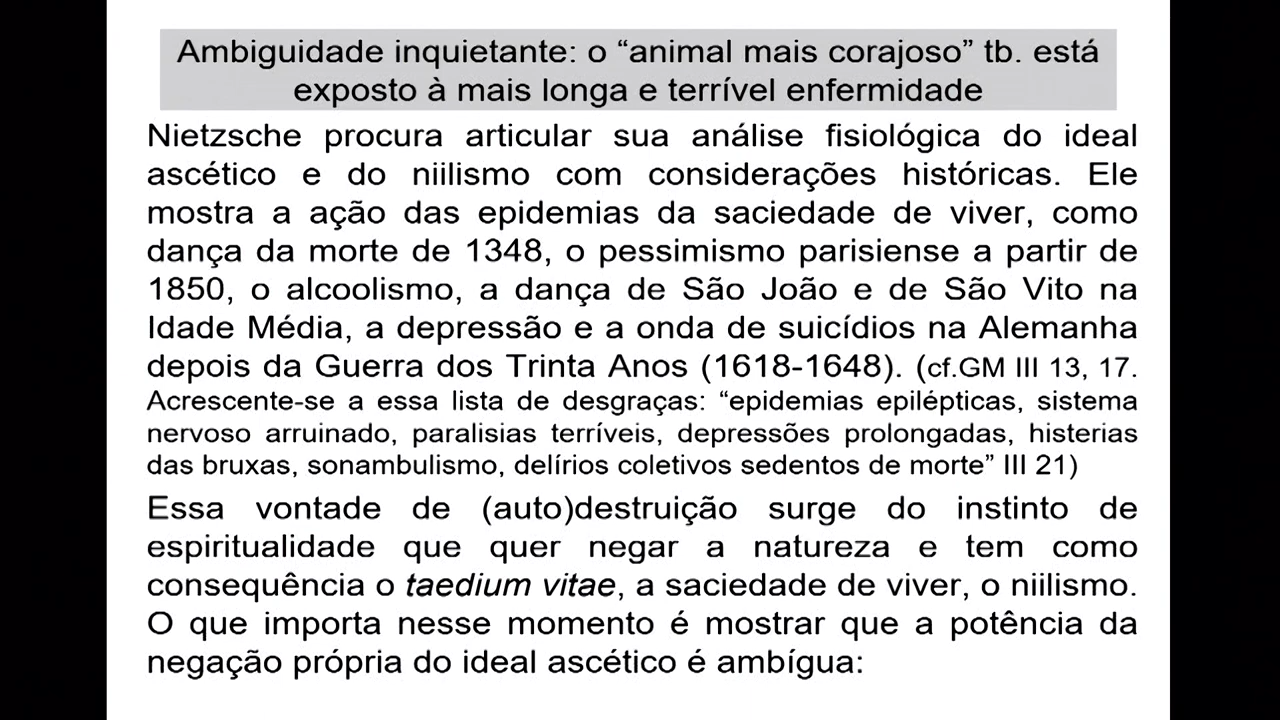 Ambiguidade inquietante: o “animal mais corajoso” tb. está
exposto à mais longa e terrível enfermidade
Nietzsche procura articular sua análise fisiológica do ideal
ascético e do niilismo com considerações históricas. Ele
mostra a ação das epidemias da saciedade de viver, como
dança da morte de 1348, o pessimismo parisiense a partir de
1850, o alcoolismo, a dança de São João e de São Vito na
Idade Média, a depressão e a onda de suicídios na Alemanha
depois da Guerra dos Trinta Anos (1618-1648). (cf.GM III 13, 17.
Acrescente-se a essa lista de desgraças: “epidemias epilépticas, sistema
nervoso arruinado, paralisias terríveis, depressões prolongadas, histerias
das bruxas, sonambulismo, delírios coletivos sedentos de morte” III 21)
Essa vontade de (auto)destruição surge do instinto de
espiritualidade que quer negar a natureza e tem como
consequência o taedium vitae, a saciedade de viver, o niilismo.
O que importa nesse momento é mostrar que a potência da
negação própria do ideal ascético é ambígua: